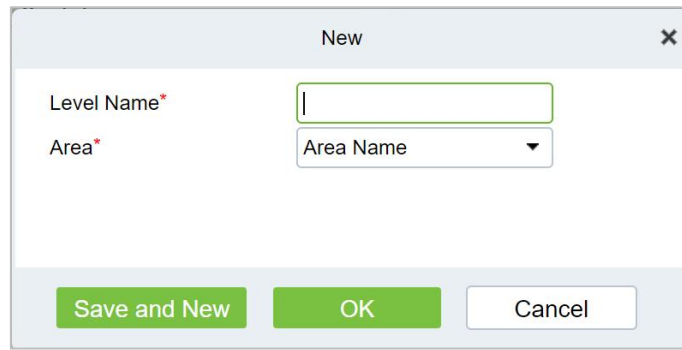 New
Level Name*
Area* Area Name
Save and New OK Cancel